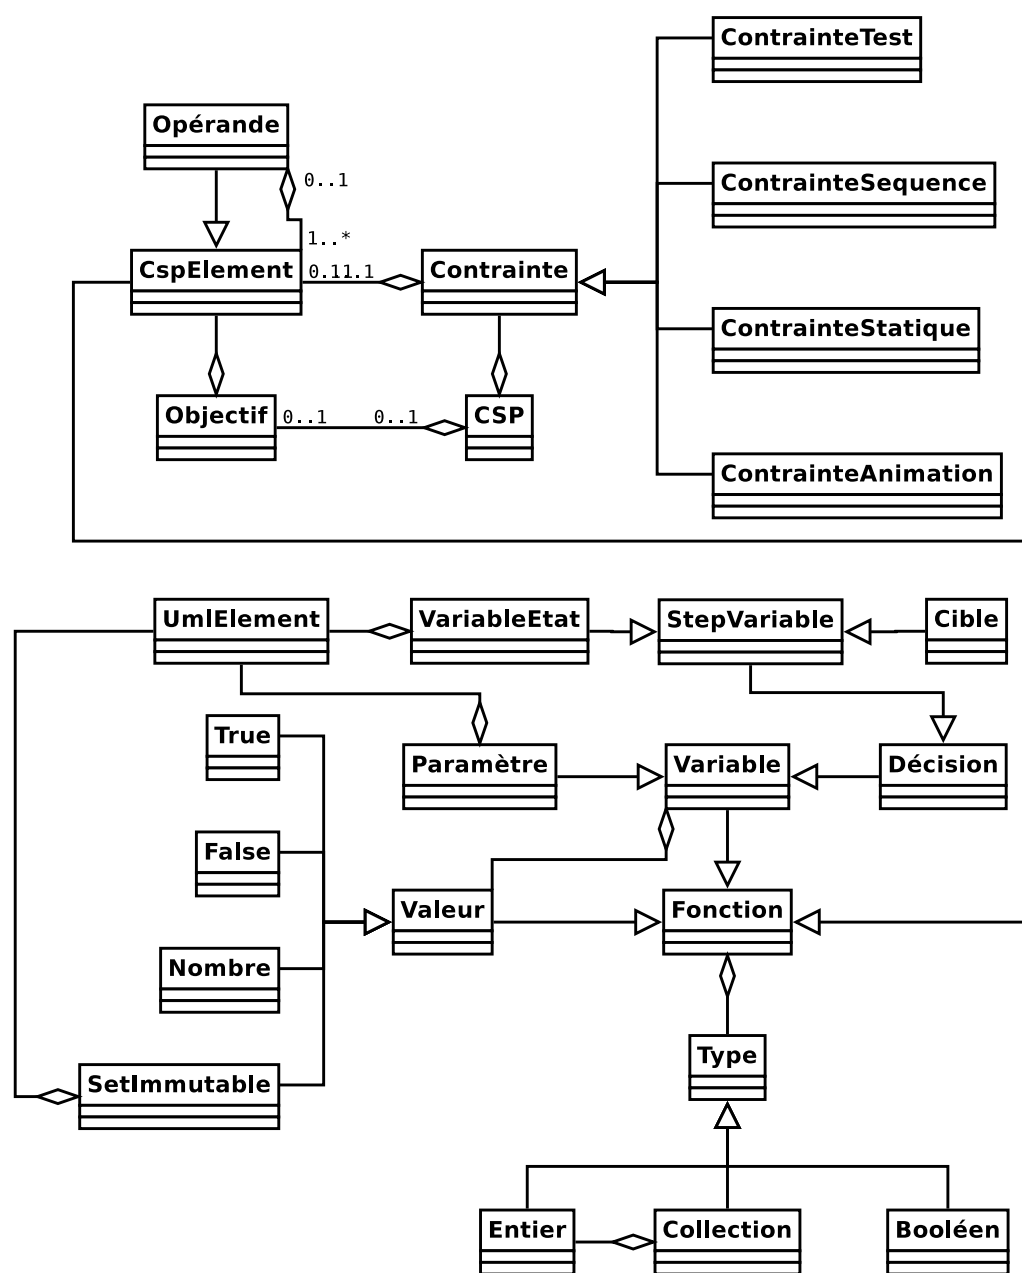 ContrainteTest
Opérande
0..1
ContrainteSequence
1..*
CspElement
0.11.1
Contrainte
ContrainteStatique
Objectif
0..1
0..1
CSP
ContrainteAnimation
UmlElement
VariableEtat
StepVariable
Cible
True
Paramètre
Variable
Décision
False
Valeur
Fonction
Nombre
Type
SetImmutable
Entier
Collection
Booléen